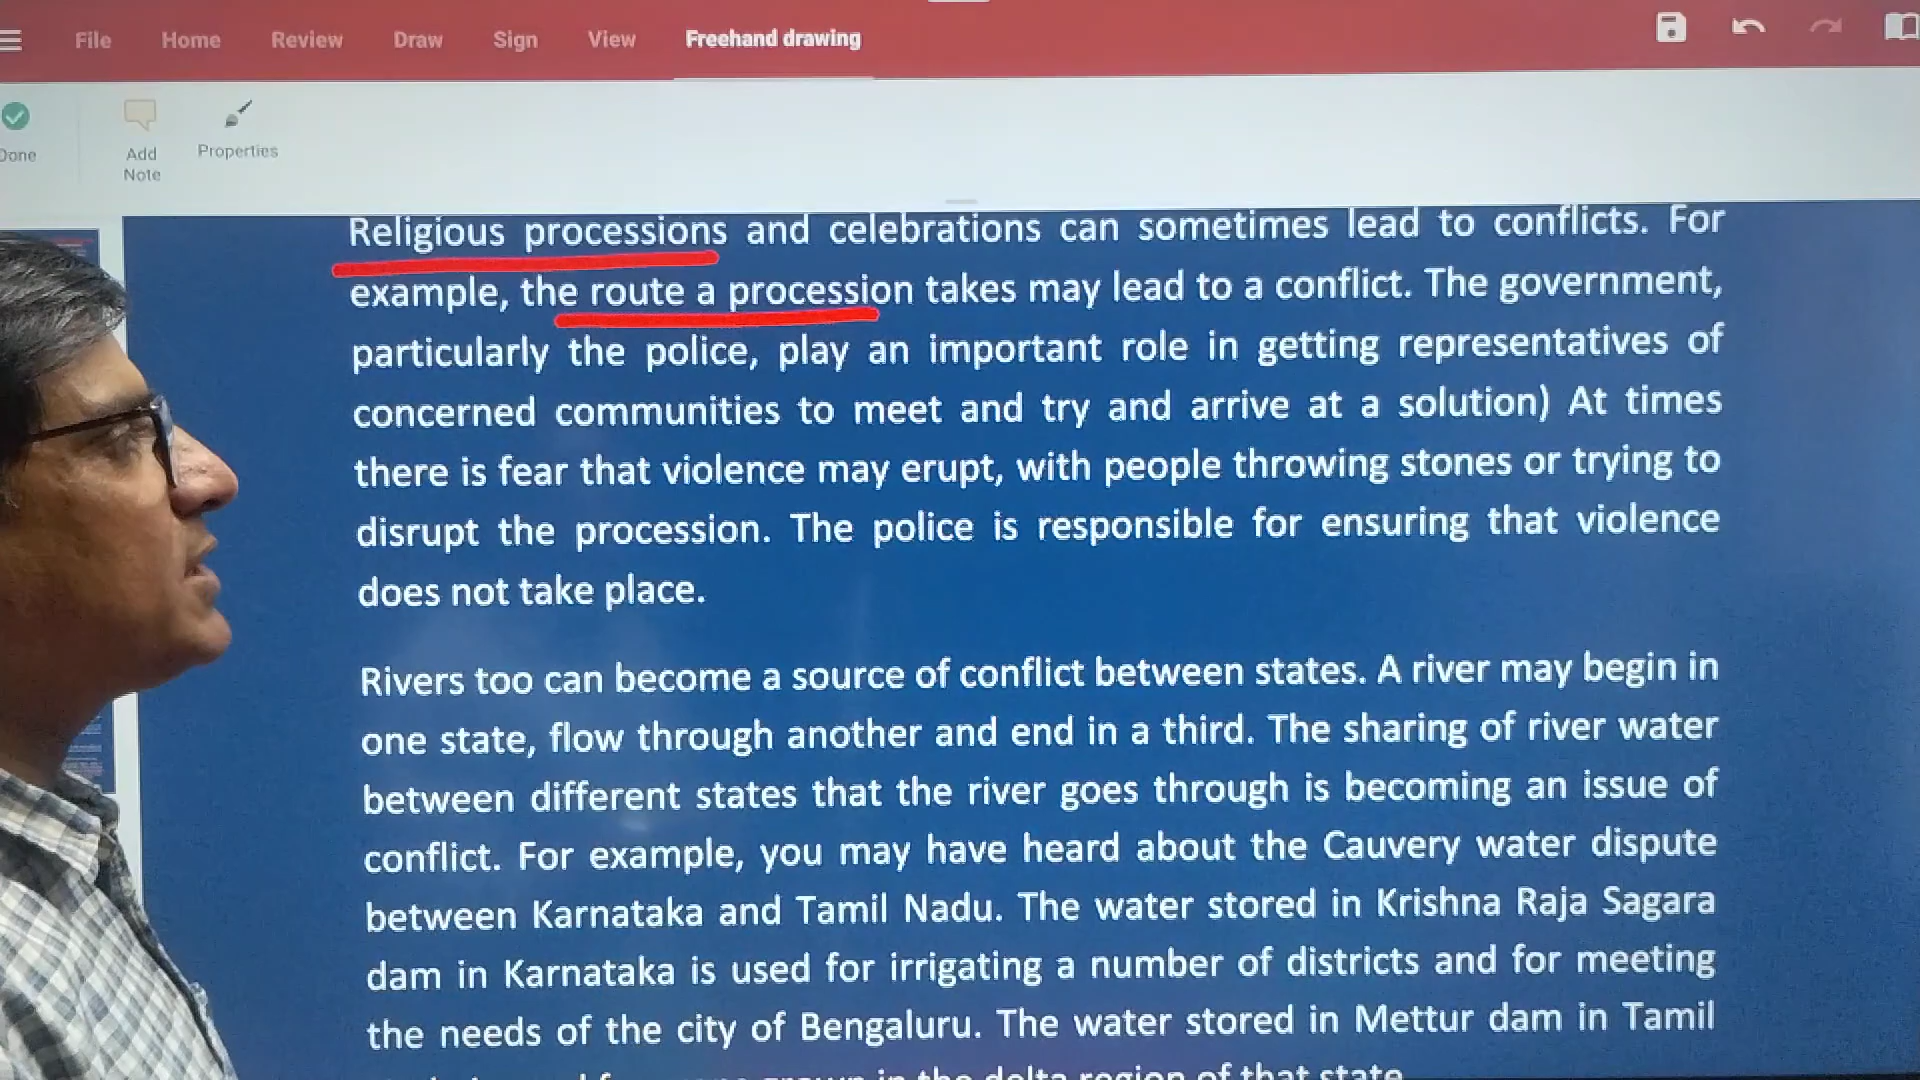 File Home Review Draw Sign View Freehand drawing
Done
Add
Note
Properties
Religious processions and celebrations can sometimes lead to conflicts. For
example, the route a procession takes may lead to a conflict. The government,
particularly the police, play an important role in getting representatives of
concerned communities to meet and try and arrive at a solution) At times
there is fear that violence may erupt, with people throwing stones or trying to
disrupt the procession. The police is responsible for ensuring that violence
does not take place.
Rivers too can become a source of conflict between states. A river may begin in
one state, flow through another and end in a third. The sharing of river water
between different states that the river goes through is becoming an issue of
conflict. For example, you may have heard about the Cauvery water dispute
between Karnataka and Tamil Nadu. The water stored in Krishna Raja Sagara
dam in Karnataka is used for irrigating a number of districts and for meeting
the needs of the city of Bengaluru. The water stored in Mettur dam in Tamil
grown in the delta region of that state.